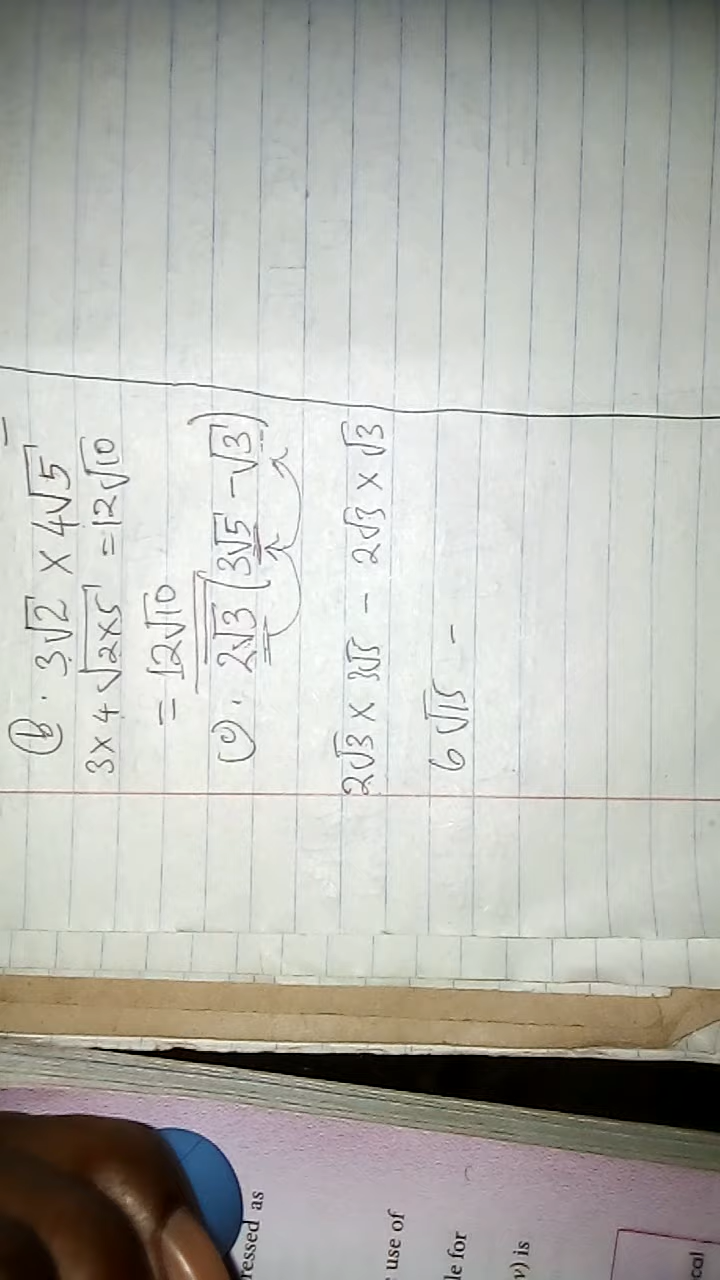 (b). 3√2 × 4√5
3 × 4 √2×5 = 12√10
= 12√10
(c). 2√3 (3√5 - √3)
2√3 × 3√5 - 2√3 × √3
6√15 -
ressed as
use of
le for
v) is
cal